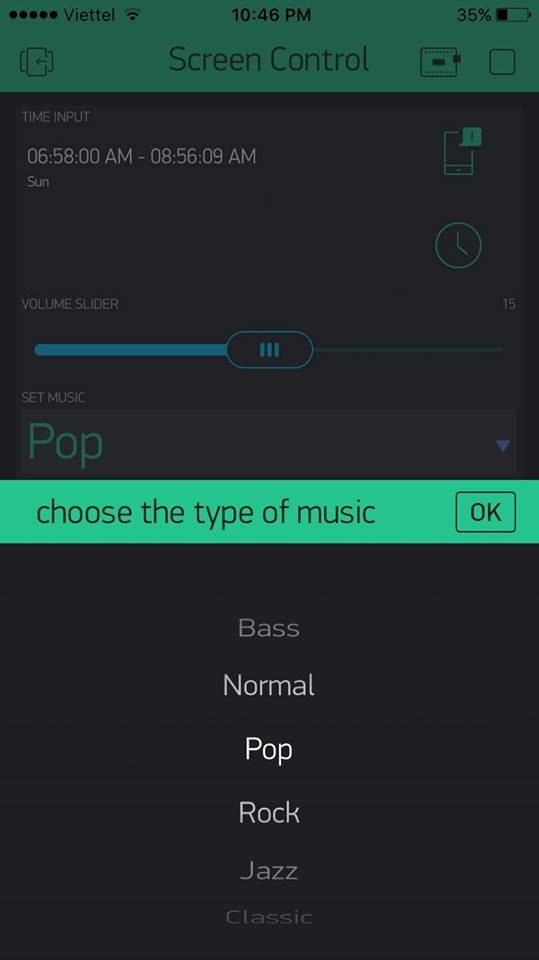 Viettel 10:46 PM 35%
Screen Control
TIME INPUT
06:58:00 AM - 08:56:09 AM
Sun
VOLUME SLIDER 15
SET MUSIC
Pop
choose the type of music OK
Bass
Normal
Pop
Rock
Jazz
Classic